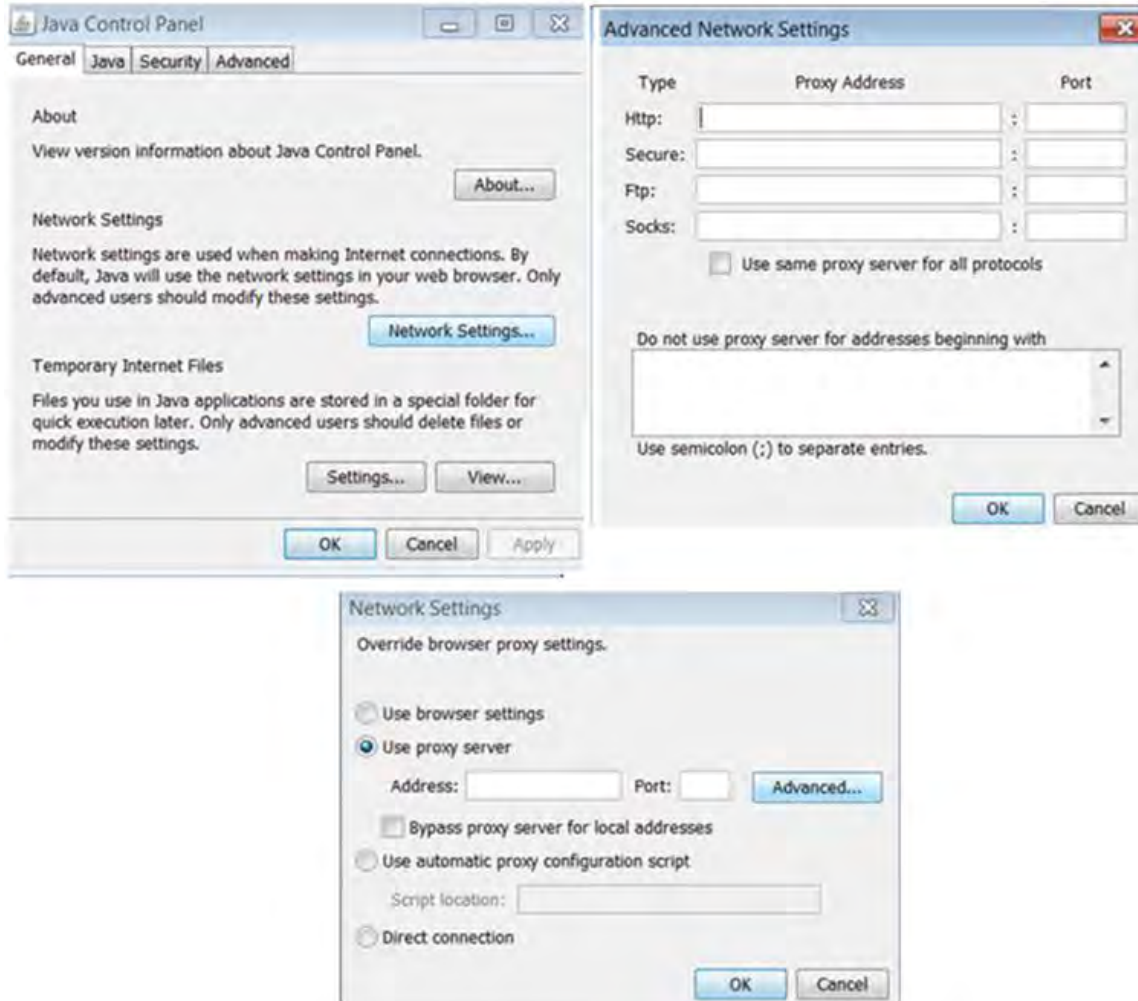 Java Control Panel
General Java Security Advanced
About
View version information about Java Control Panel.
About...
Network Settings
Network settings are used when making Internet connections. By
default, Java will use the network settings in your web browser. Only
advanced users should modify these settings.
Network Settings...
Temporary Internet Files
Files you use in Java applications are stored in a special folder for
quick execution later. Only advanced users should delete files or
modify these settings.
Settings... View...
OK Cancel Apply
Advanced Network Settings
Type Proxy Address Port
Http: :
Secure: :
Ftp: :
Socks: :
Use same proxy server for all protocols
Do not use proxy server for addresses beginning with
Use semicolon (;) to separate entries.
OK Cancel
Network Settings
Override browser proxy settings.
Use browser settings
Use proxy server
Address: Port: Advanced...
Bypass proxy server for local addresses
Use automatic proxy configuration script
Script location:
Direct connection
OK Cancel